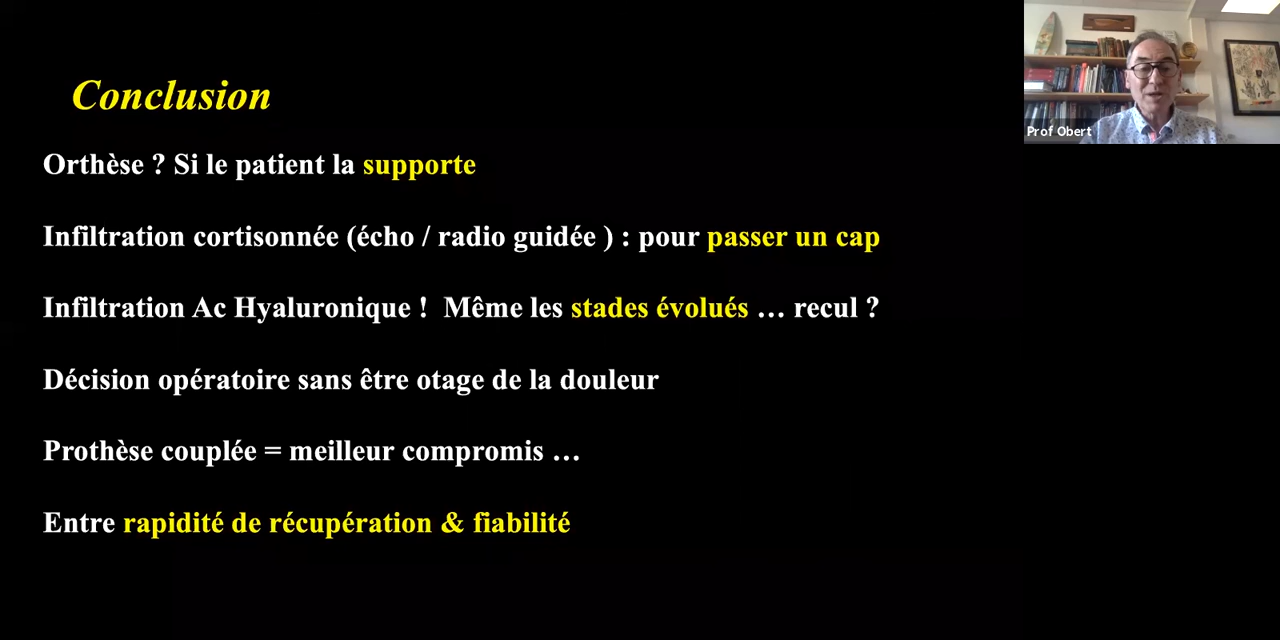 Conclusion
Prof Obert
Orthèse ? Si le patient la supporte
Infiltration cortisonnée (écho / radio guidée ) : pour passer un cap
Infiltration Ac Hyaluronique ! Même les stades évolués … recul ?
Décision opératoire sans être otage de la douleur
Prothèse couplée = meilleur compromis …
Entre rapidité de récupération & fiabilité